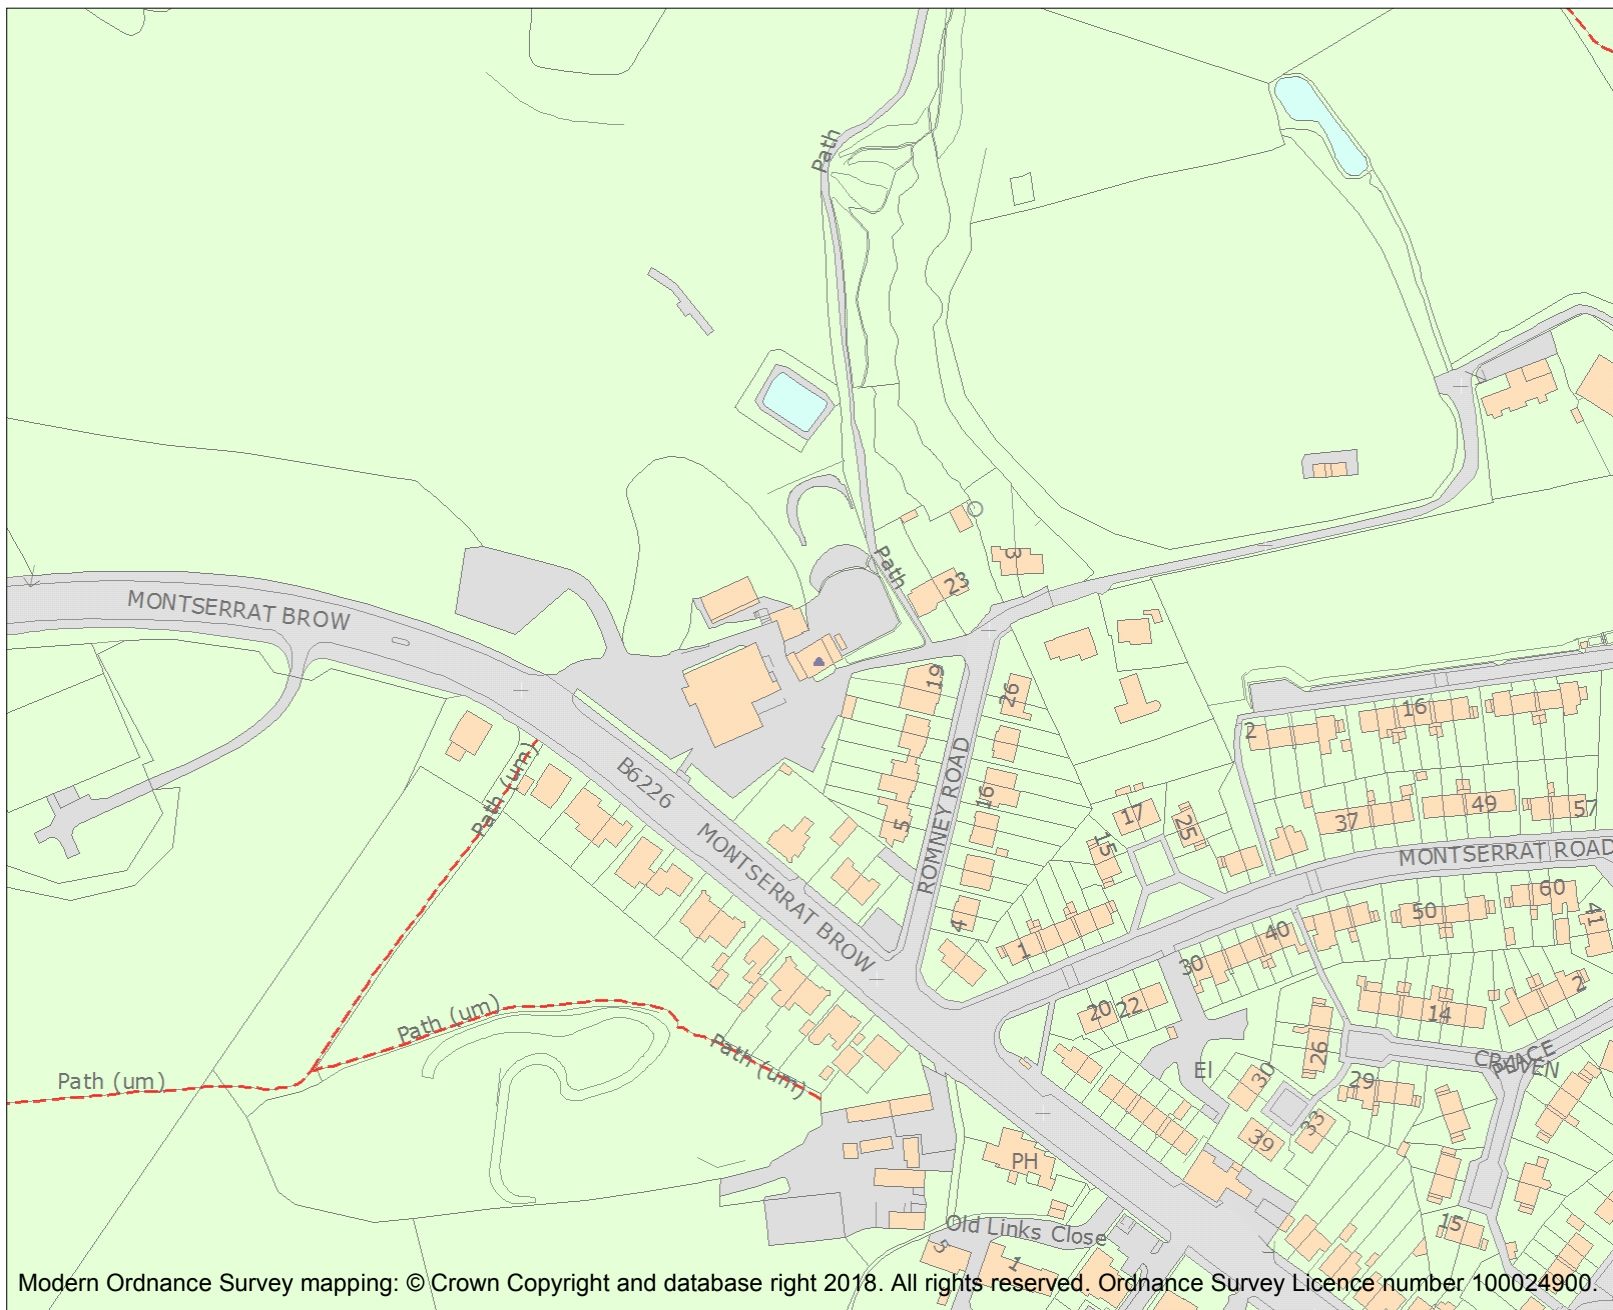 Path
3
23
Path
MONTSERRAT BROW
19
26
2
16
Path (um)
B6226
ROMNEY ROAD
16
5
17
25
15
37
49
57
MONTSERRAT ROAD
MONTSERRAT BROW
4
1
30
40
50
60
41
2
20
22
14
Path (um)
Path (um)
Path (um)
26
CRAVEN
PLACE
El
30
29
33
39
PH
15
Old Links Close
5
1
Modern Ordnance Survey mapping: © Crown Copyright and database right 2018. All rights reserved. Ordnance Survey Licence number 100024900.